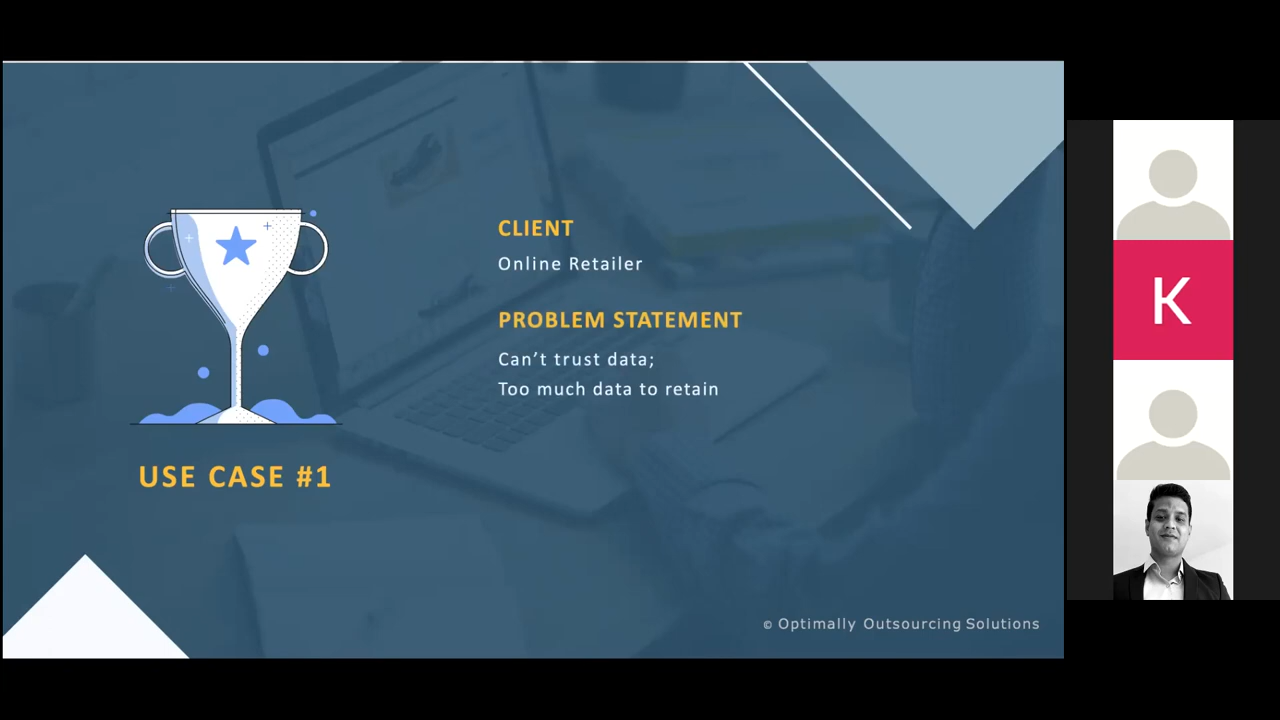 CLIENT
Online Retailer
PROBLEM STATEMENT
Can’t trust data;
Too much data to retain
USE CASE #1
© Optimally Outsourcing Solutions
K